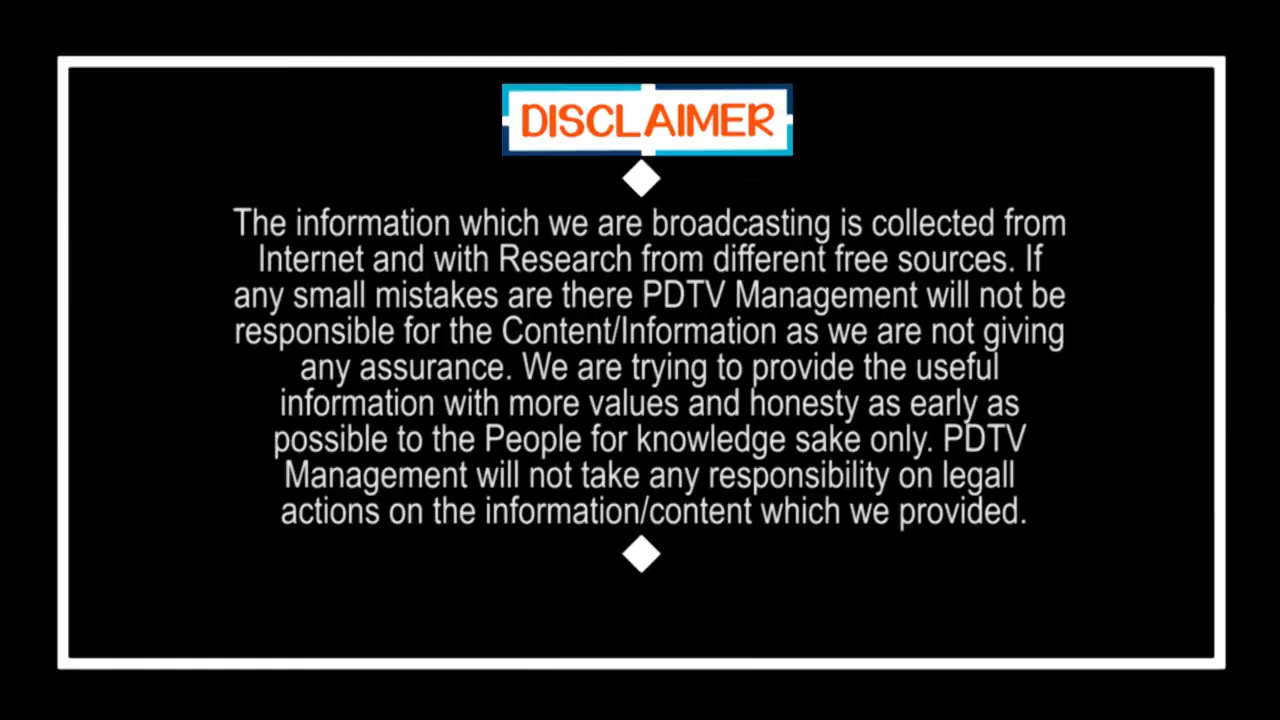 DISCLAIMER
The information which we are broadcasting is collected from
Internet and with Research from different free sources. If
any small mistakes are there PDTV Management will not be
responsible for the Content/Information as we are not giving
any assurance. We are trying to provide the useful
information with more values and honesty as early as
possible to the People for knowledge sake only. PDTV
Management will not take any responsibility on legall
actions on the information/content which we provided.